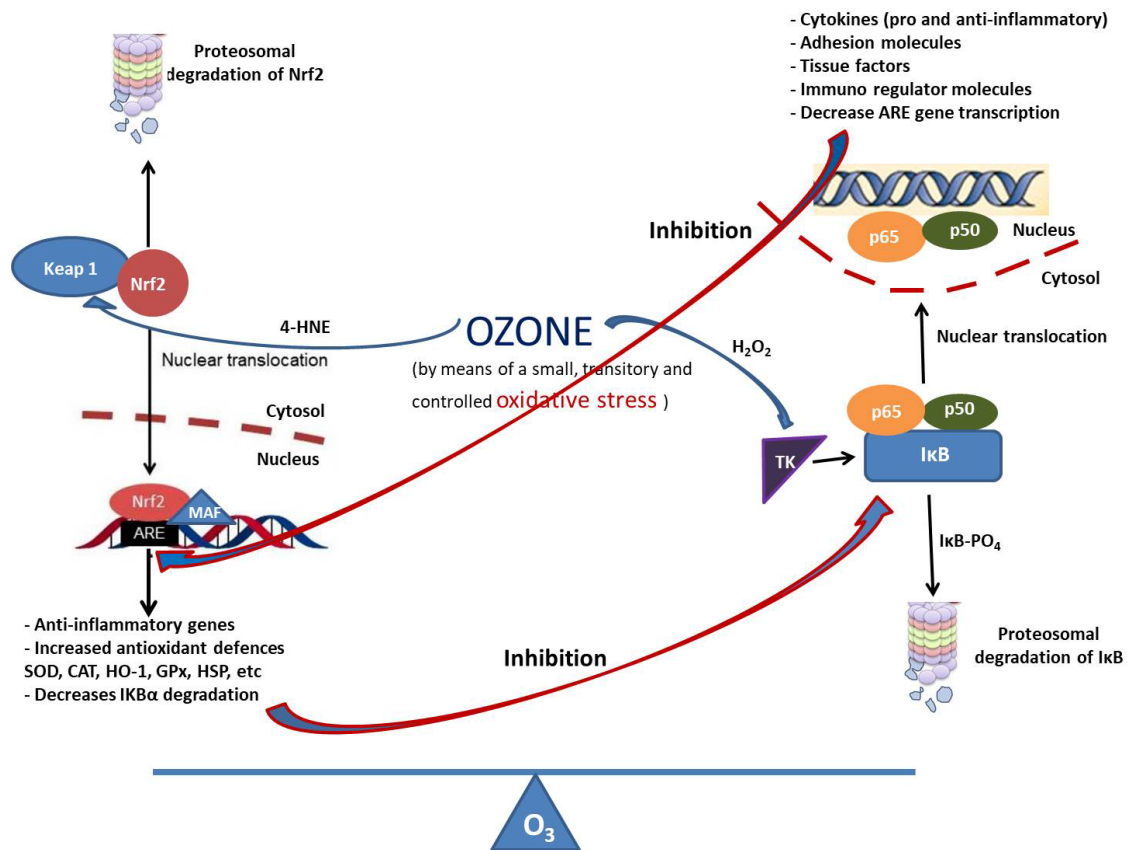 Proteosomal
degradation of Nrf2
- Cytokines (pro and anti-inflammatory)
- Adhesion molecules
- Tissue factors
- Immuno regulator molecules
- Decrease ARE gene transcription
Inhibition
p65
p50
Nucleus
Cytosol
Keap 1
Nrf2
4-HNE
OZONE
(by means of a small, transitory and
controlled oxidative stress )
H₂O₂
Nuclear translocation
Nuclear translocation
Cytosol
Nucleus
p65
p50
IκB
TK
Nrf2
MAF
ARE
IκB-PO₄
- Anti-inflammatory genes
- Increased antioxidant defences
SOD, CAT, HO-1, GPx, HSP, etc
- Decreases IKBα degradation
Inhibition
Proteosomal
degradation of IκB
O₃